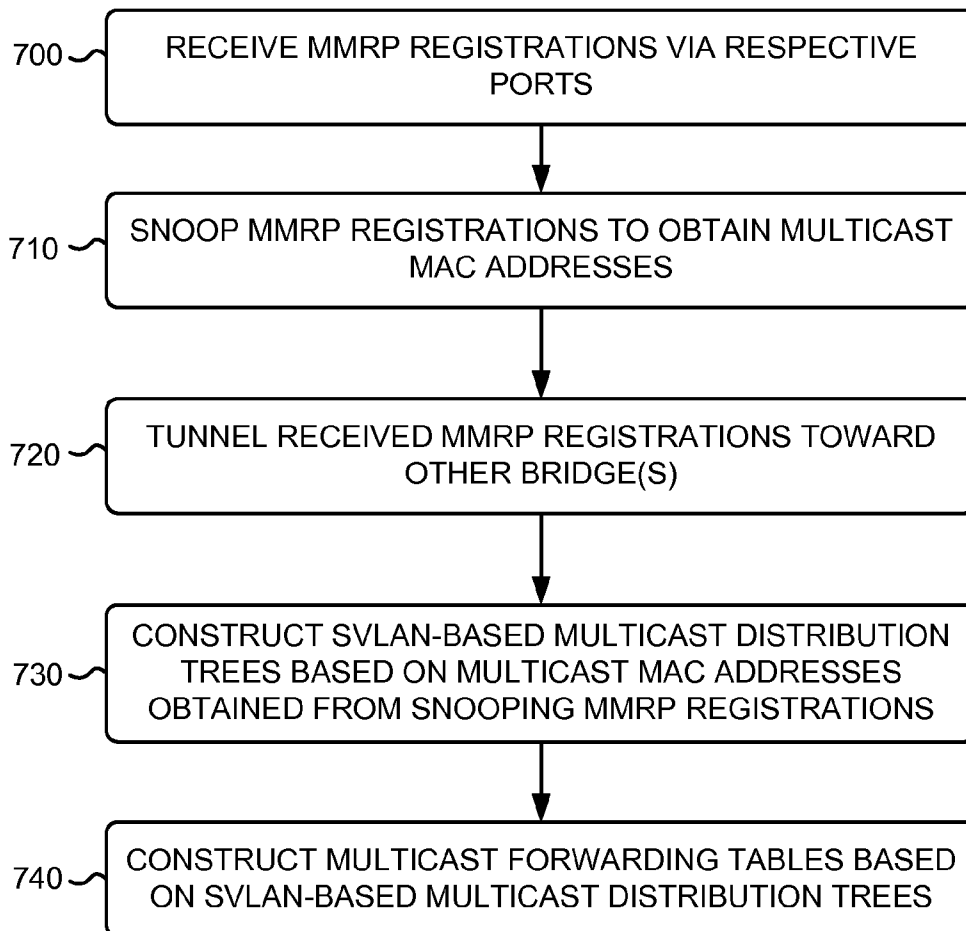 700
RECEIVE MMRP REGISTRATIONS VIA RESPECTIVE
PORTS
710
SNOOP MMRP REGISTRATIONS TO OBTAIN MULTICAST
MAC ADDRESSES
720
TUNNEL RECEIVED MMRP REGISTRATIONS TOWARD
OTHER BRIDGE(S)
730
CONSTRUCT SVLAN-BASED MULTICAST DISTRIBUTION
TREES BASED ON MULTICAST MAC ADDRESSES
OBTAINED FROM SNOOPING MMRP REGISTRATIONS
740
CONSTRUCT MULTICAST FORWARDING TABLES BASED
ON SVLAN-BASED MULTICAST DISTRIBUTION TREES